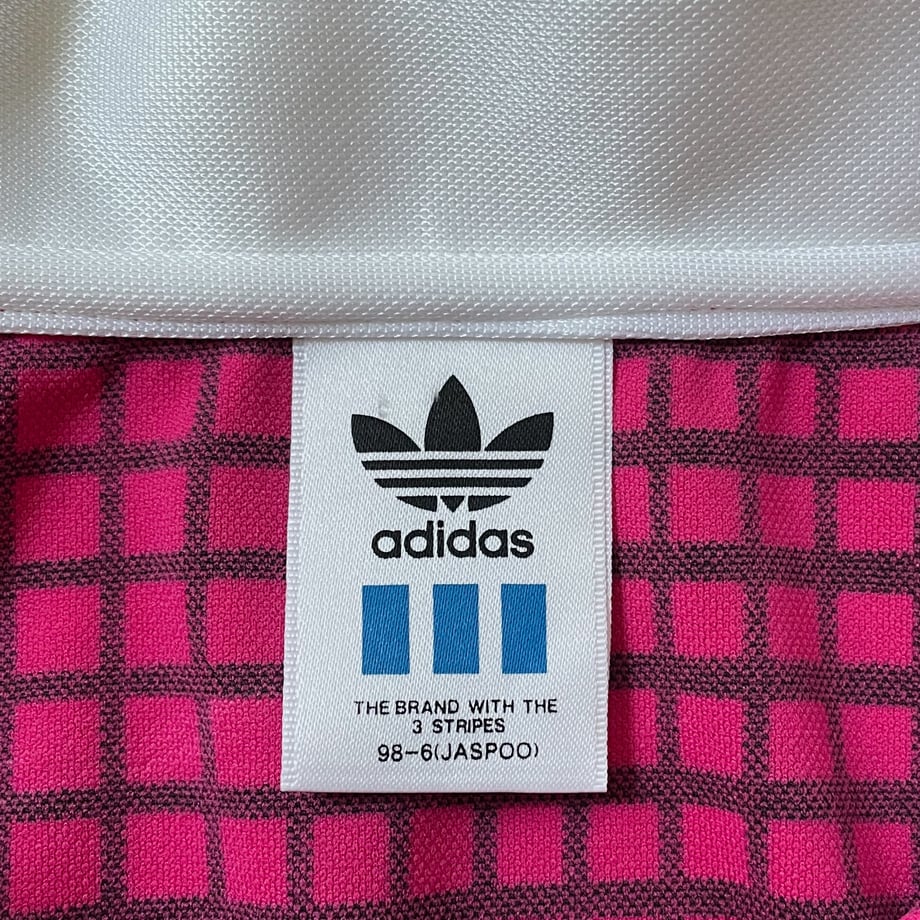 adidas
THE BRAND WITH THE
3 STRIPES
98-6(JASPOO)